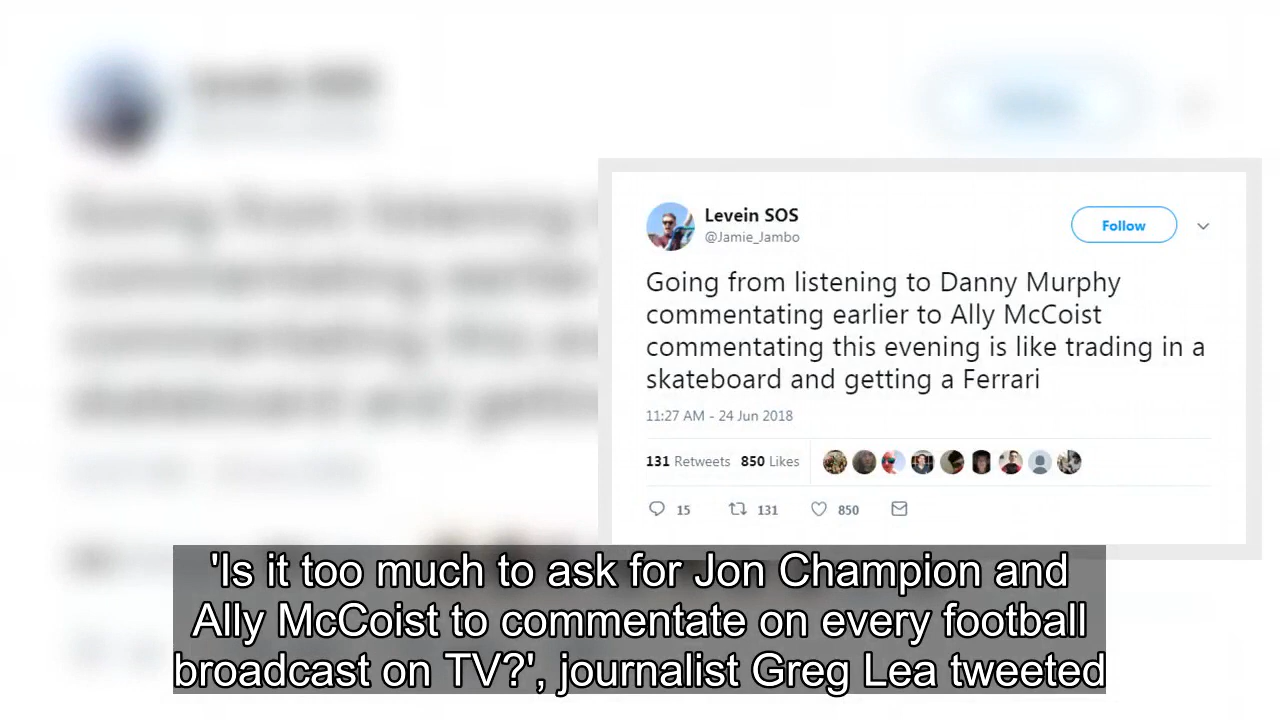 Levein SOS
@Jamie_Jambo
Follow
Going from listening to Danny Murphy
commentating earlier to Ally McCoist
commentating this evening is like trading in a
skateboard and getting a Ferrari
11:27 AM - 24 Jun 2018
131 Retweets 850 Likes
15 131 850
'Is it too much to ask for Jon Champion and
Ally McCoist to commentate on every football
broadcast on TV?', journalist Greg Lea tweeted